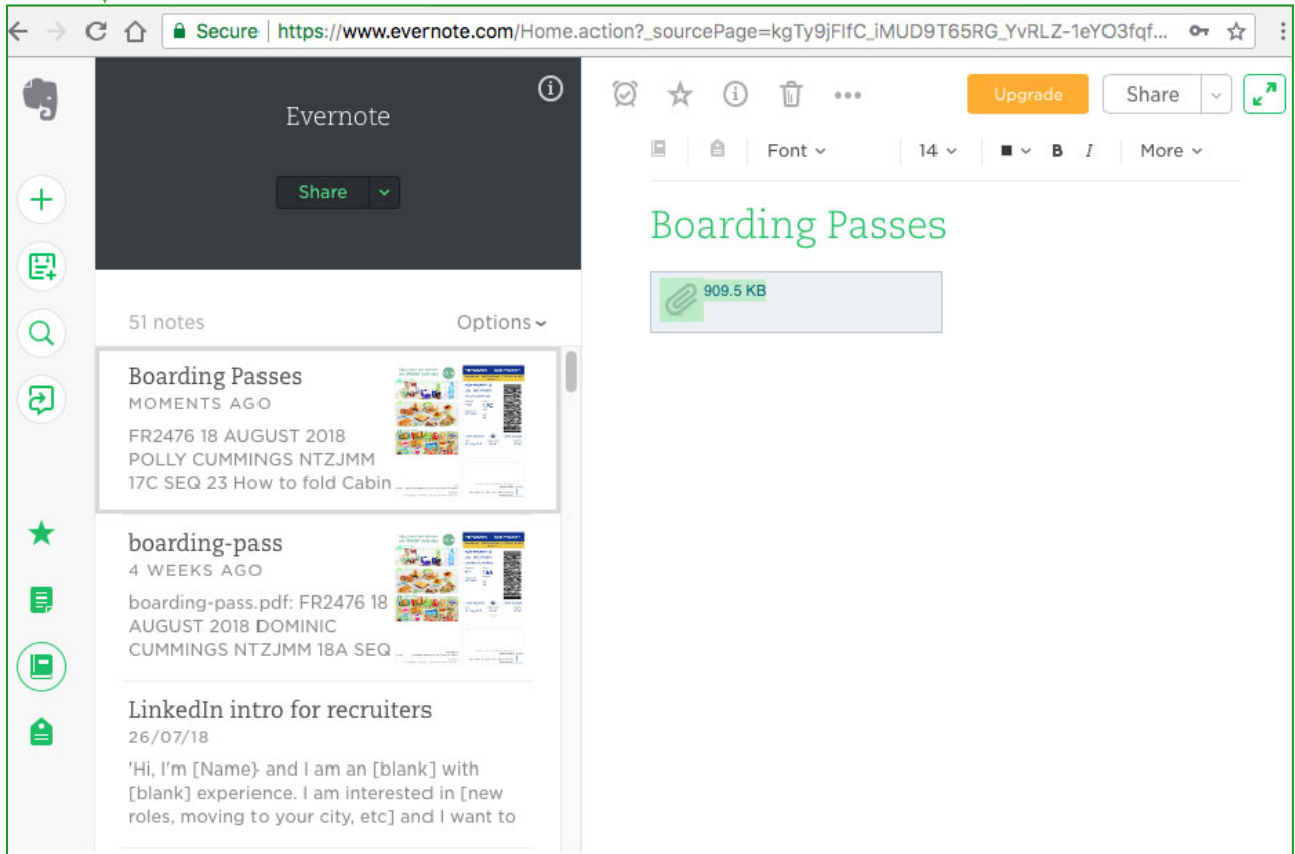 Secure | https://www.evernote.com/Home.action?_sourcePage=kgTy9jFIfC_iMUD9T65RG_YvRLZ-1eYO3fqf...
Evernote
Share
51 notes Options
Boarding Passes
MOMENTS AGO
FR2476 18 AUGUST 2018
POLLY CUMMINGS NTZJMM
17C SEQ 23 How to fold Cabin
boarding-pass
4 WEEKS AGO
boarding-pass.pdf: FR2476 18
AUGUST 2018 DOMINIC
CUMMINGS NTZJMM 18A SEQ
LinkedIn intro for recruiters
26/07/18
'Hi, I'm [Name} and I am an [blank] with
[blank] experience. I am interested in [new
roles, moving to your city, etc] and I want to
Upgrade Share
Font 14 B I More
Boarding Passes
909.5 KB